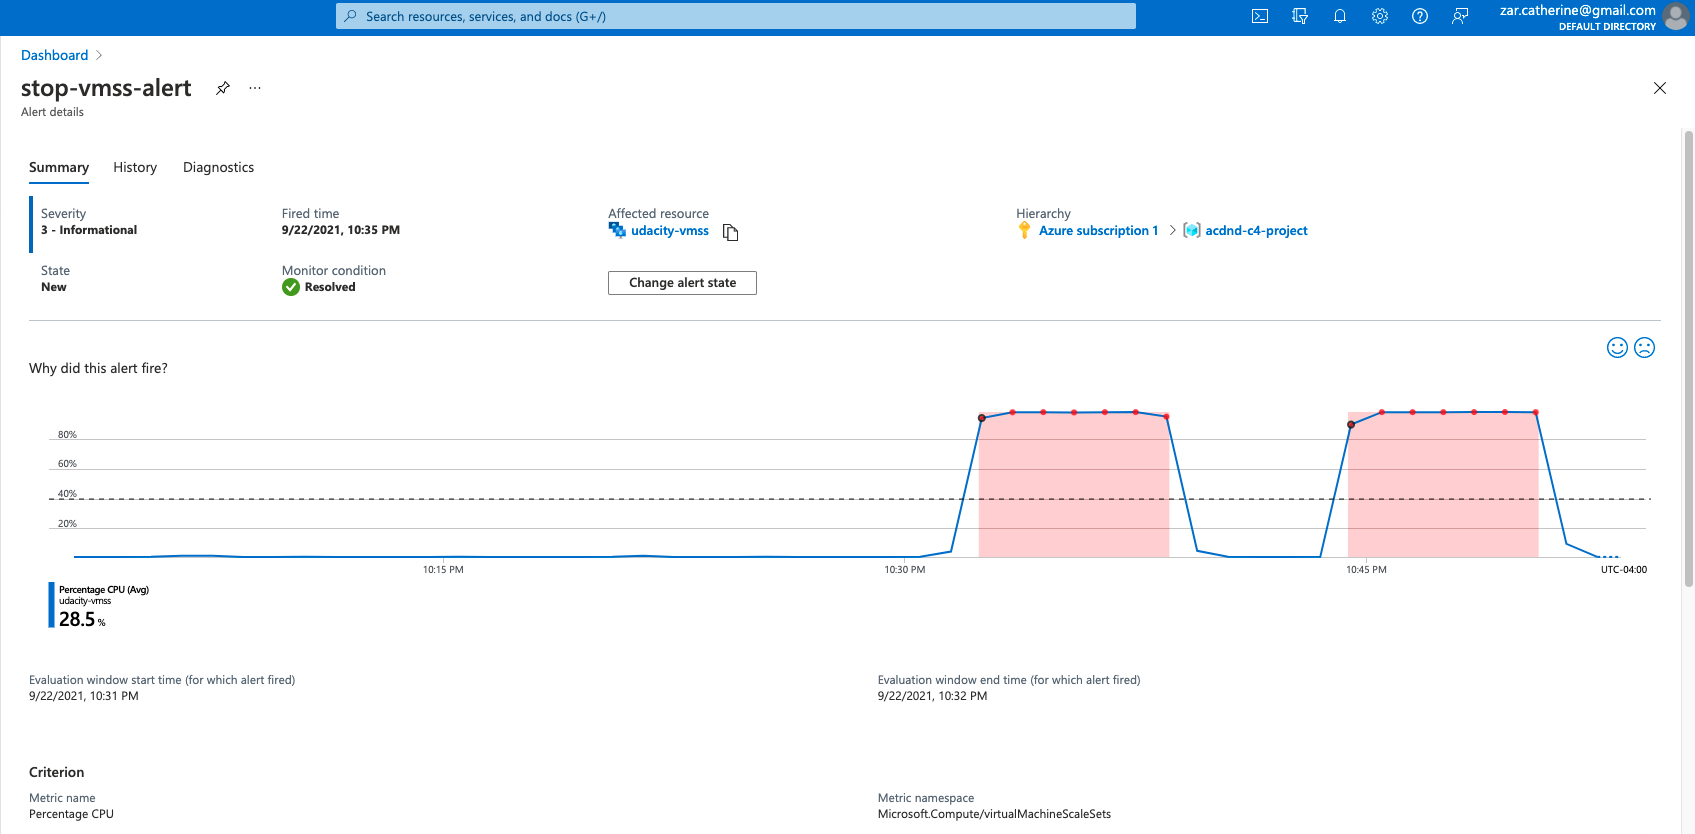 Search resources, services, and docs (G+/)
zar.catherine@gmail.com
DEFAULT DIRECTORY
Dashboard
stop-vmss-alert
Alert details
Summary History Diagnostics
Severity
3 - Informational
Fired time
9/22/2021, 10:35 PM
Affected resource
udacity-vmss
Hierarchy
Azure subscription 1 > acdnd-c4-project
State
New
Monitor condition
Resolved
Change alert state
Why did this alert fire?
80%
60%
40%
20%
10:15 PM 10:30 PM 10:45 PM UTC-04:00
Percentage CPU (Avg)
udacity-vmss
28.5 %
Evaluation window start time (for which alert fired)
9/22/2021, 10:31 PM
Evaluation window end time (for which alert fired)
9/22/2021, 10:32 PM
Criterion
Metric name
Percentage CPU
Metric namespace
Microsoft.Compute/virtualMachineScaleSets